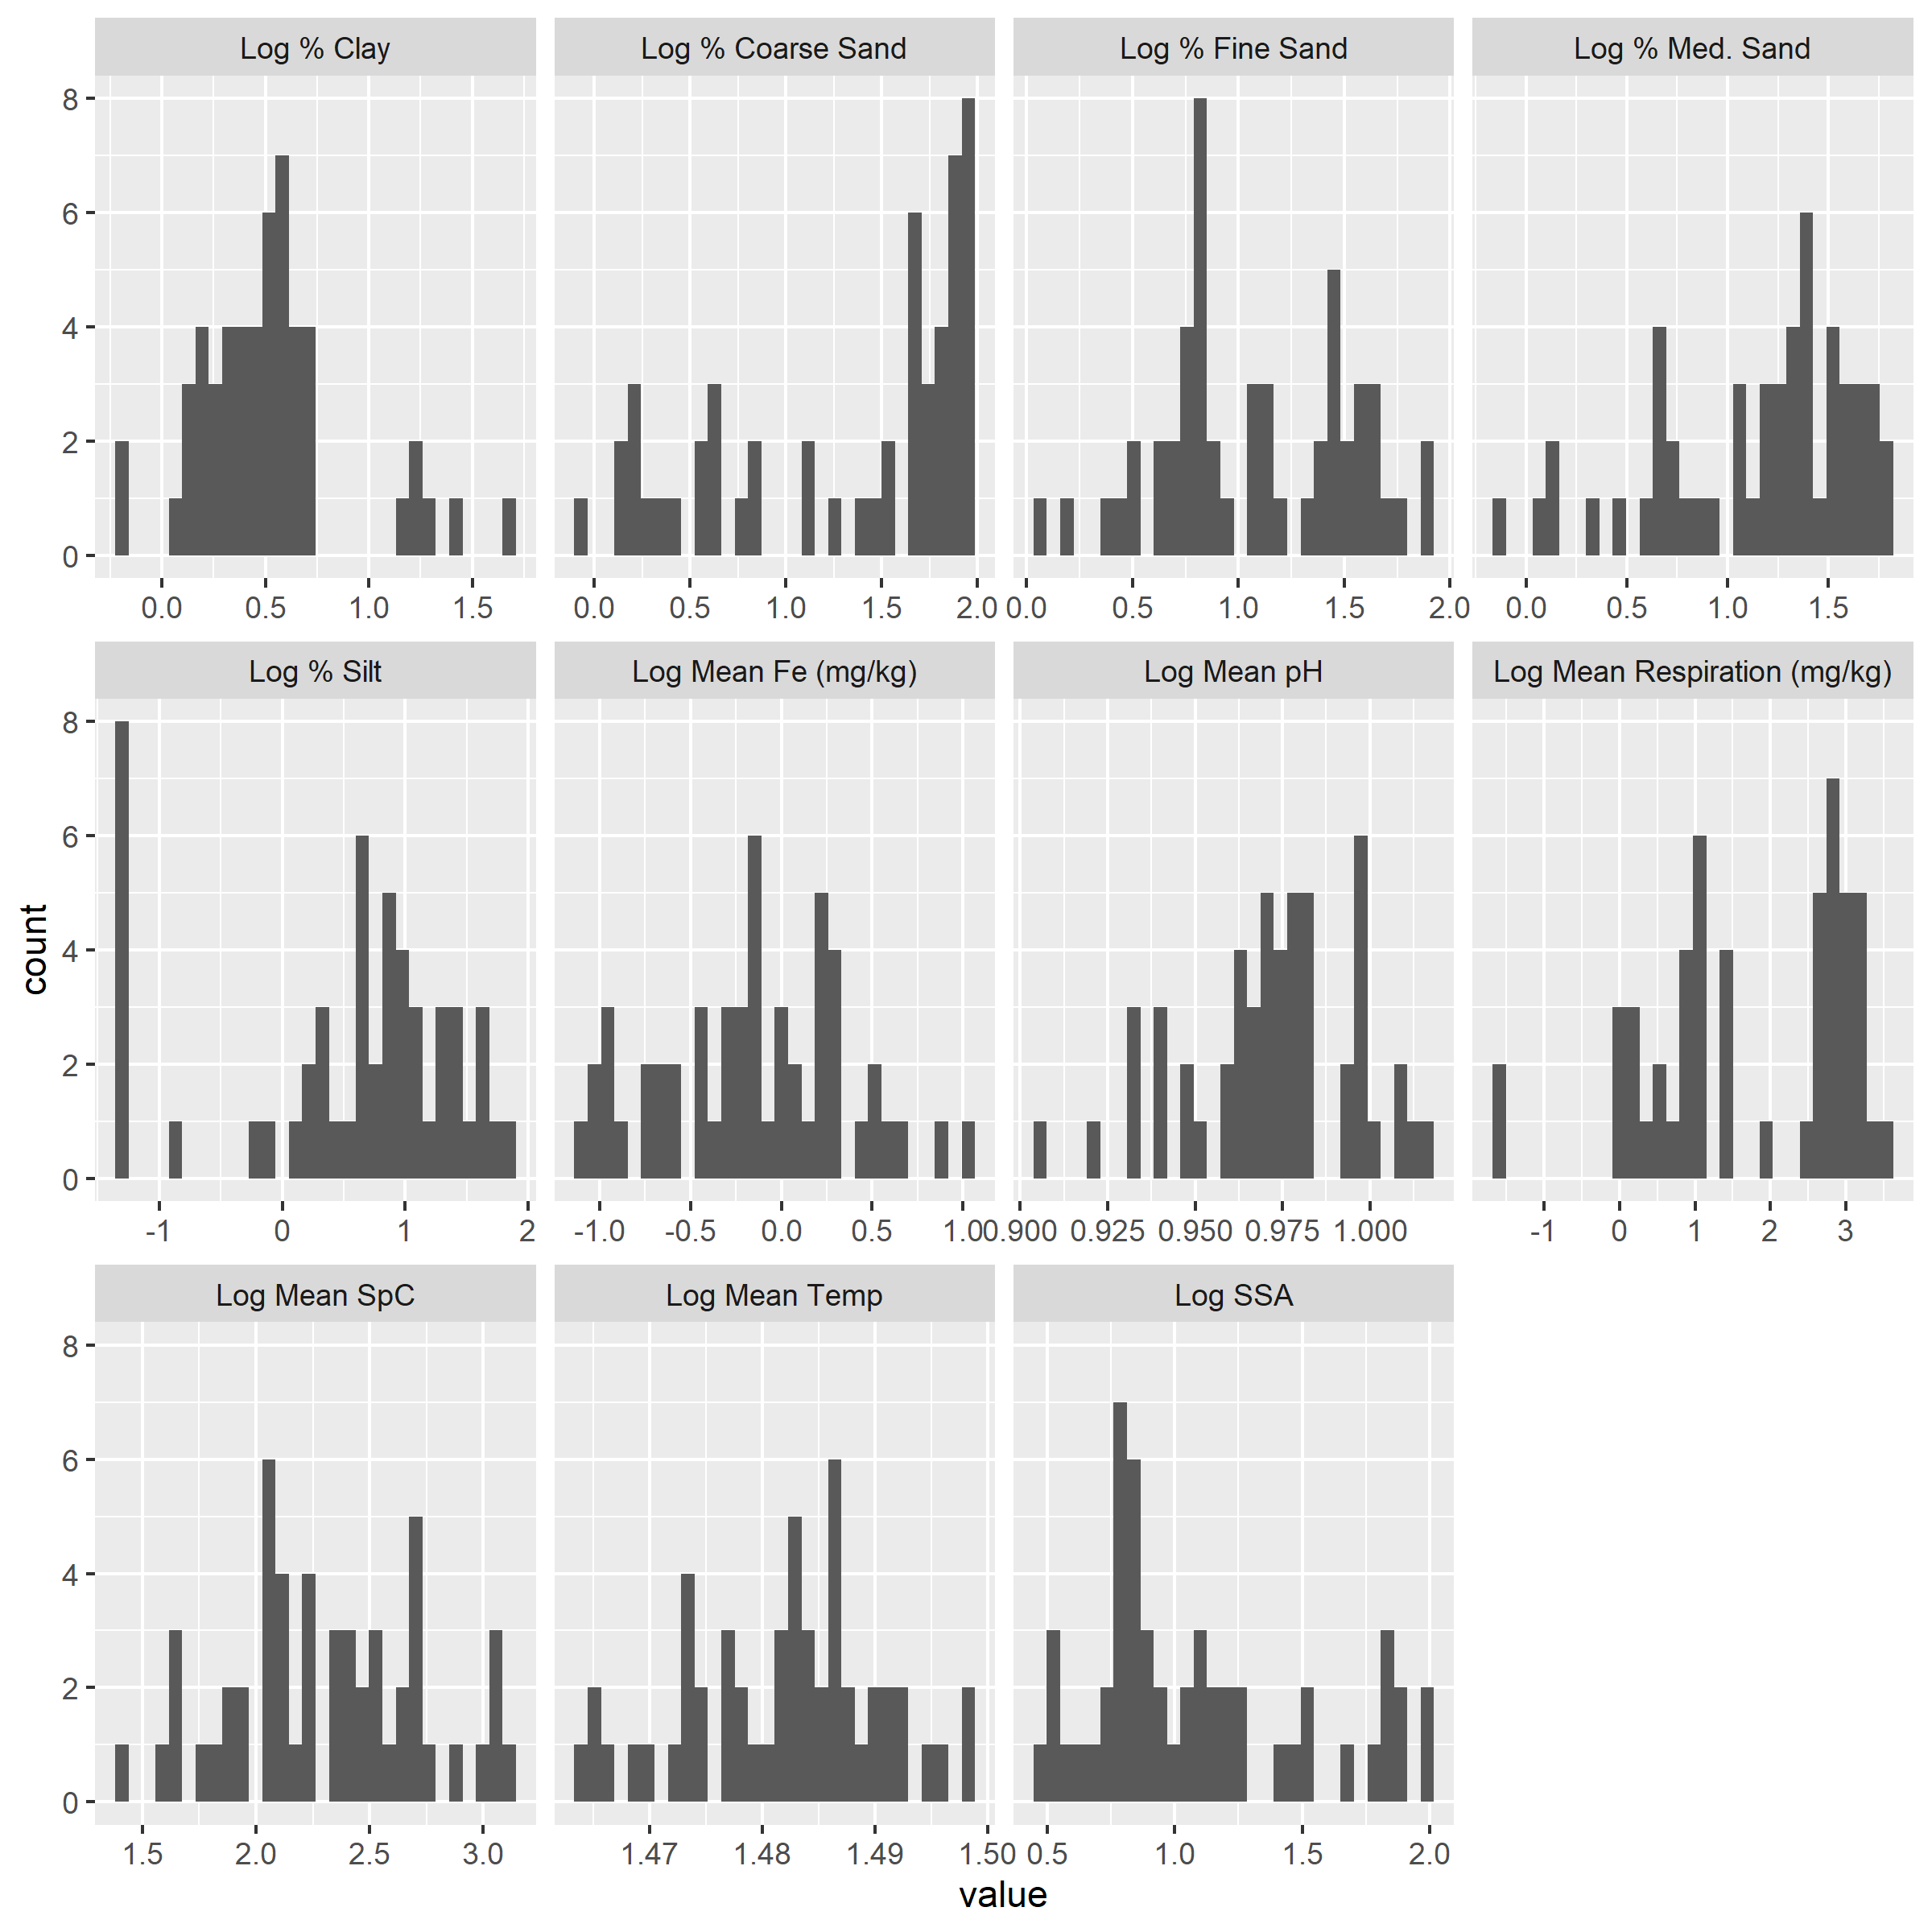 Log % Clay Log % Coarse Sand Log % Fine Sand Log % Med. Sand
8
6
4
2
0
0.0 0.5 1.0 1.5 0.0 0.5 1.0 1.5 2.0 0.0 0.5 1.0 1.5 2.0 0.0 0.5 1.0 1.5
Log % Silt Log Mean Fe (mg/kg) Log Mean pH Log Mean Respiration (mg/kg)
8
6
4
2
0
count
-1 0 1 2 -1.0 -0.5 0.0 0.5 1.0 0.900 0.925 0.950 0.975 1.000 -1 0 1 2 3
Log Mean SpC Log Mean Temp Log SSA
8
6
4
2
0
1.5 2.0 2.5 3.0 1.47 1.48 1.49 1.50 0.5 1.0 1.5 2.0
value